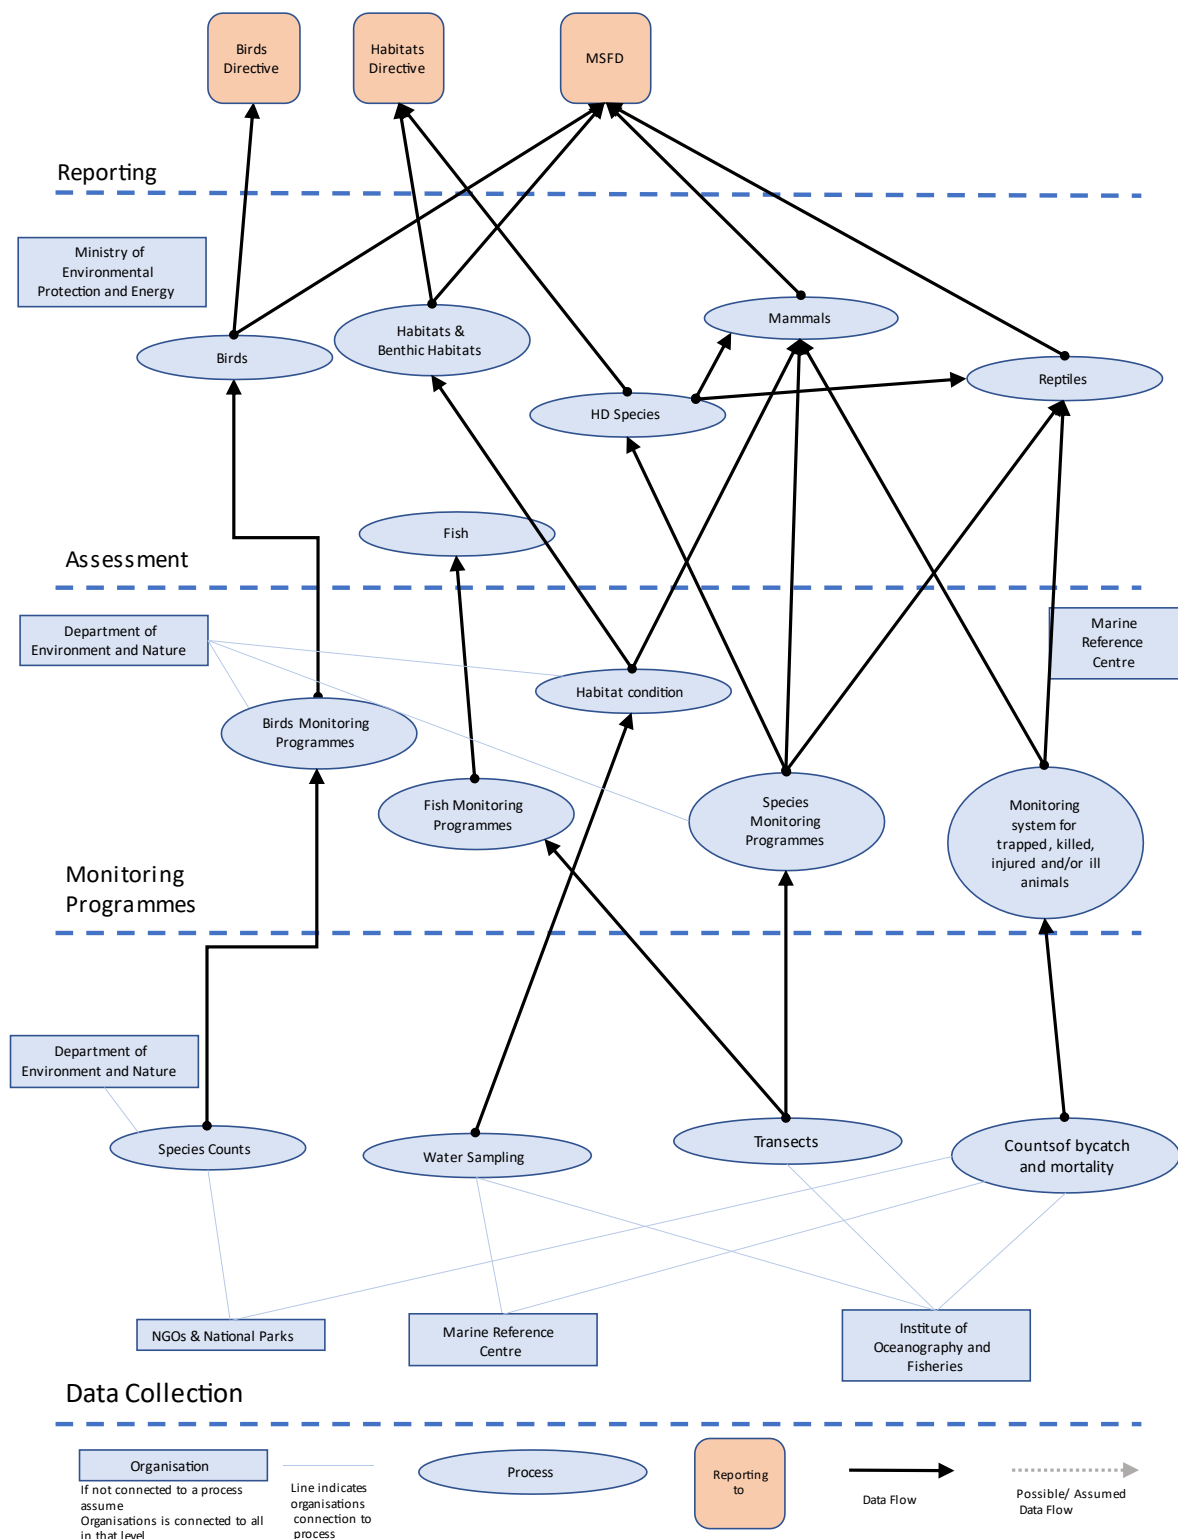 Birds
Directive
Habitats
Directive
MSFD
Reporting
Ministry of
Environmental
Protection and Energy
Birds
Habitats &
Benthic Habitats
Mammals
HD Species
Reptiles
Fish
Assessment
Department of
Environment and Nature
Marine
Reference
Centre
Habitat condition
Birds Monitoring
Programmes
Fish Monitoring
Programmes
Species
Monitoring
Programmes
Monitoring
system for
trapped, killed,
injured and/or ill
animals
Monitoring
Programmes
Department of
Environment and Nature
Species Counts
Water Sampling
Transects
Countsof bycatch
and mortality
NGOs & National Parks
Marine Reference
Centre
Institute of
Oceanography and
Fisheries
Data Collection
Organisation
If not connected to a process
assume
Organisations is connected to all
in that level
Line indicates
organisations
connection to
process
Process
Reporting
to
Data Flow
Possible/ Assumed
Data Flow